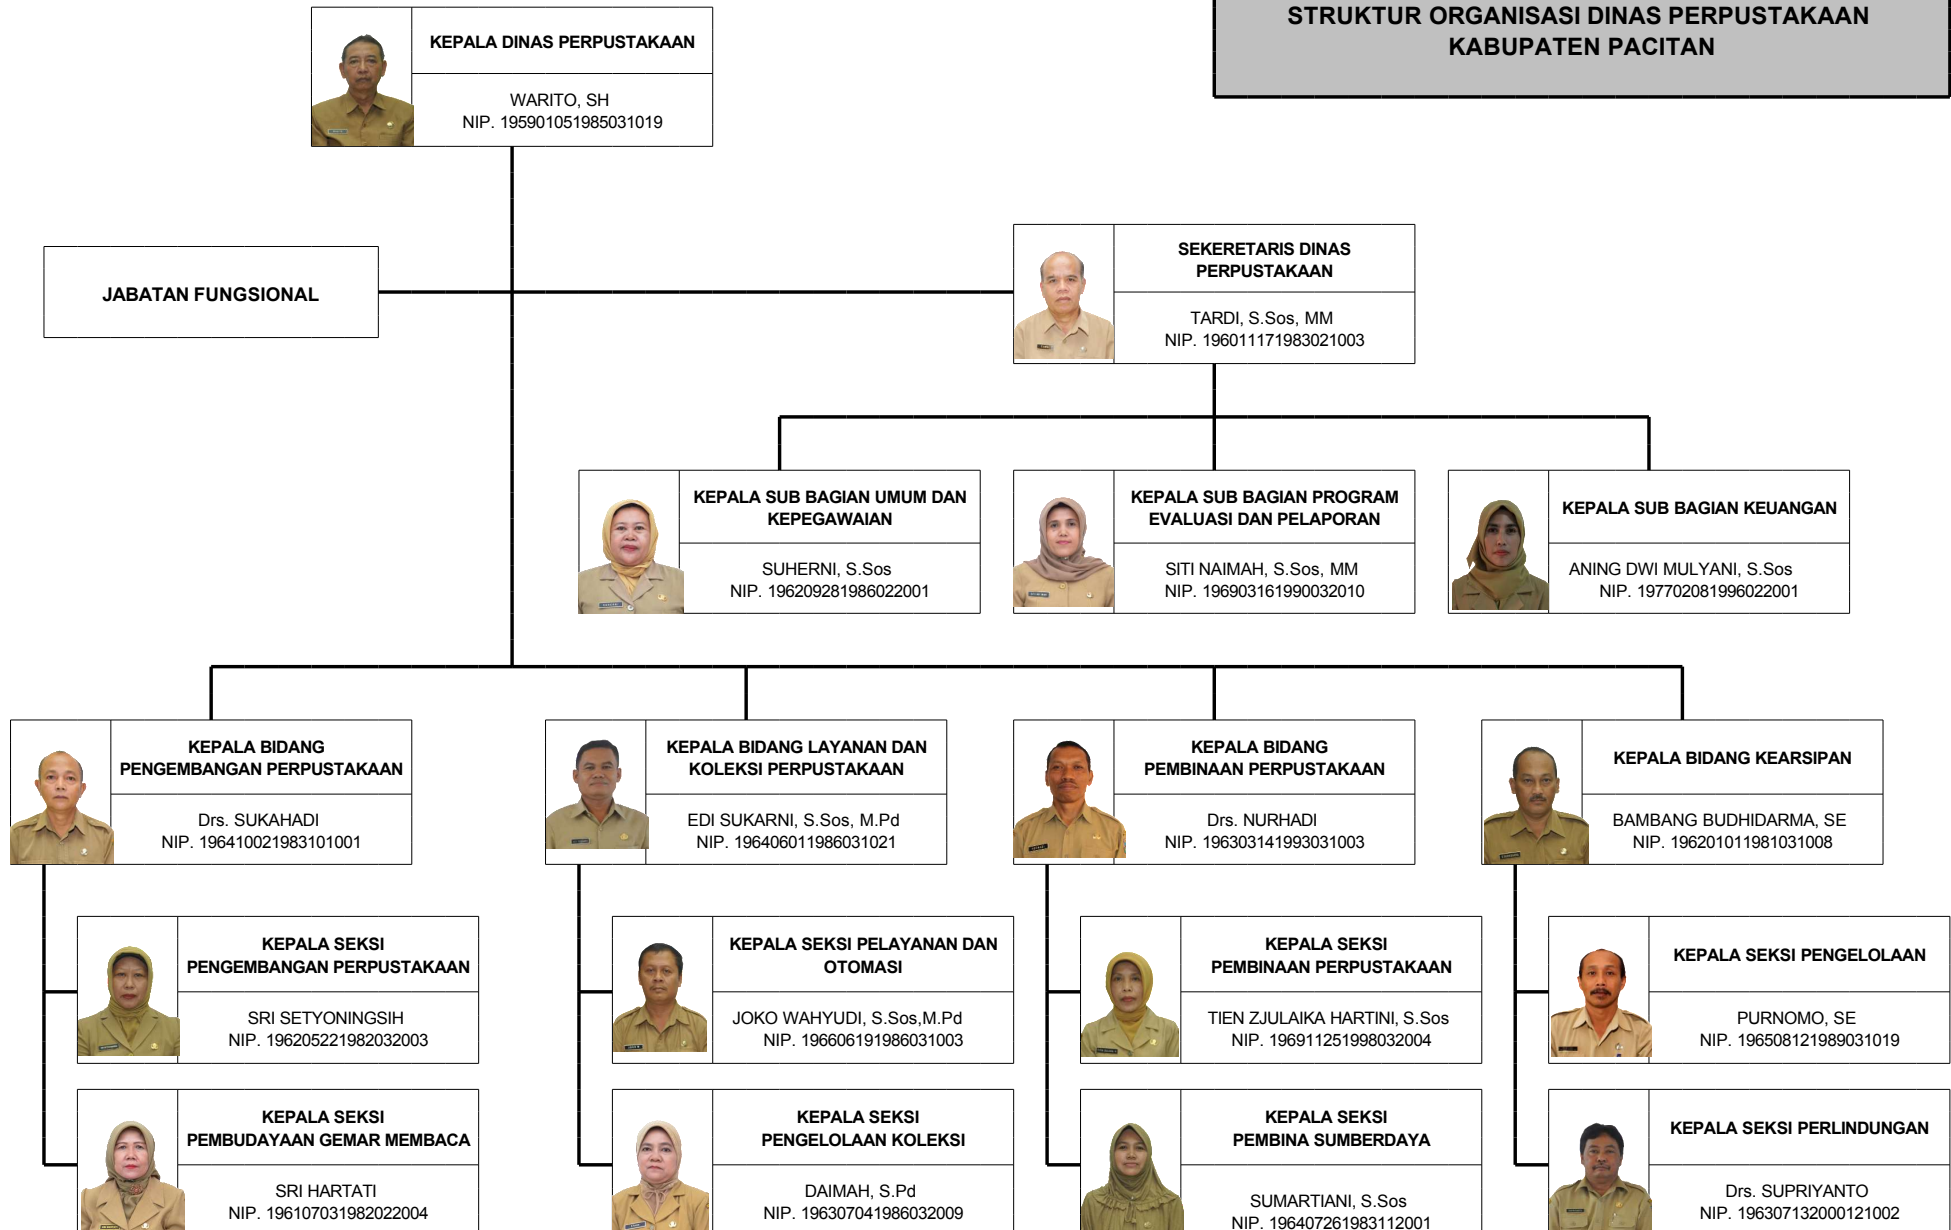 STRUKTUR ORGANISASI DINAS PERPUSTAKAAN
KABUPATEN PACITAN
KEPALA DINAS PERPUSTAKAAN
WARITO, SH
NIP. 195901051985031019
JABATAN FUNGSIONAL
SEKERETARIS DINAS
PERPUSTAKAAN
TARDI, S.Sos, MM
NIP. 196011171983021003
KEPALA SUB BAGIAN UMUM DAN
KEPEGAWAIAN
SUHERNI, S.Sos
NIP. 196209281986022001
KEPALA SUB BAGIAN PROGRAM
EVALUASI DAN PELAPORAN
SITI NAIMAH, S.Sos, MM
NIP. 196903161990032010
KEPALA SUB BAGIAN KEUANGAN
ANING DWI MULYANI, S.Sos
NIP. 197702081996022001
KEPALA BIDANG
PENGEMBANGAN PERPUSTAKAAN
Drs. SUKAHADI
NIP. 196410021983101001
KEPALA BIDANG LAYANAN DAN
KOLEKSI PERPUSTAKAAN
EDI SUKARNI, S.Sos, M.Pd
NIP. 196406011986031021
KEPALA BIDANG
PEMBINAAN PERPUSTAKAAN
Drs. NURHADI
NIP. 196303141993031003
KEPALA BIDANG KEARSIPAN
BAMBANG BUDHIDARMA, SE
NIP. 196201011981031008
KEPALA SEKSI
PENGEMBANGAN PERPUSTAKAAN
SRI SETYONINGSIH
NIP. 196205221982032003
KEPALA SEKSI PELAYANAN DAN
OTOMASI
JOKO WAHYUDI, S.Sos,M.Pd
NIP. 196606191986031003
KEPALA SEKSI
PEMBINAAN PERPUSTAKAAN
TIEN ZJULAIKA HARTINI, S.Sos
NIP. 196911251998032004
KEPALA SEKSI PENGELOLAAN
PURNOMO, SE
NIP. 196508121989031019
KEPALA SEKSI
PEMBUDAYAAN GEMAR MEMBACA
SRI HARTATI
NIP. 196107031982022004
KEPALA SEKSI
PENGELOLAAN KOLEKSI
DAIMAH, S.Pd
NIP. 196307041986032009
KEPALA SEKSI
PEMBINA SUMBERDAYA
SUMARTIANI, S.Sos
NIP. 196407261983112001
KEPALA SEKSI PERLINDUNGAN
Drs. SUPRIYANTO
NIP. 196307132000121002